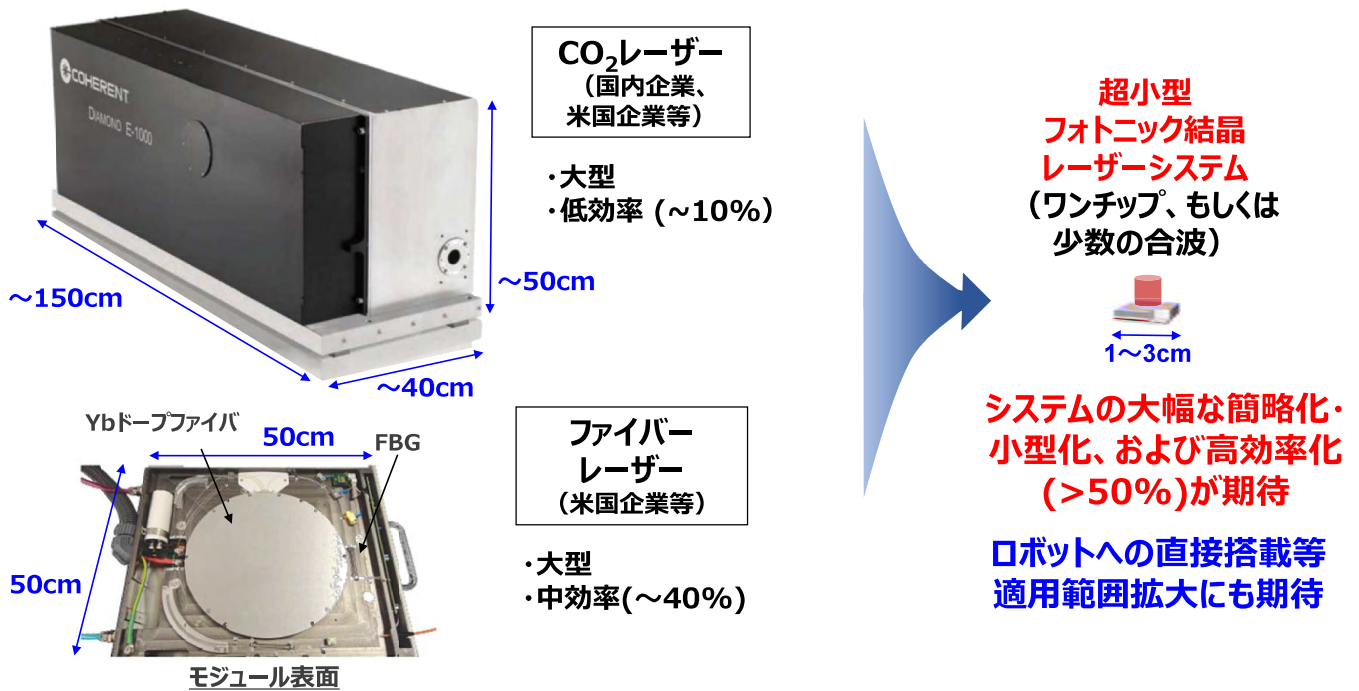 COHERENT
DIAMOND E-1000
CO2レーザー
（国内企業、
米国企業等）
・大型
・低効率 (~10%）
～150cm
～50cm
～40cm
Ybドープファイバ
50cm
FBG
50cm
モジュール表面
ファイバー
レーザー
（米国企業等）
・大型
・中効率(～40%)
超小型
フォトニック結晶
レーザーシステム
（ワンチップ、もしくは
少数の合波）
1～3cm
システムの大幅な簡略化・
小型化、および高効率化
(>50%)が期待
ロボットへの直接搭載等
適用範囲拡大にも期待